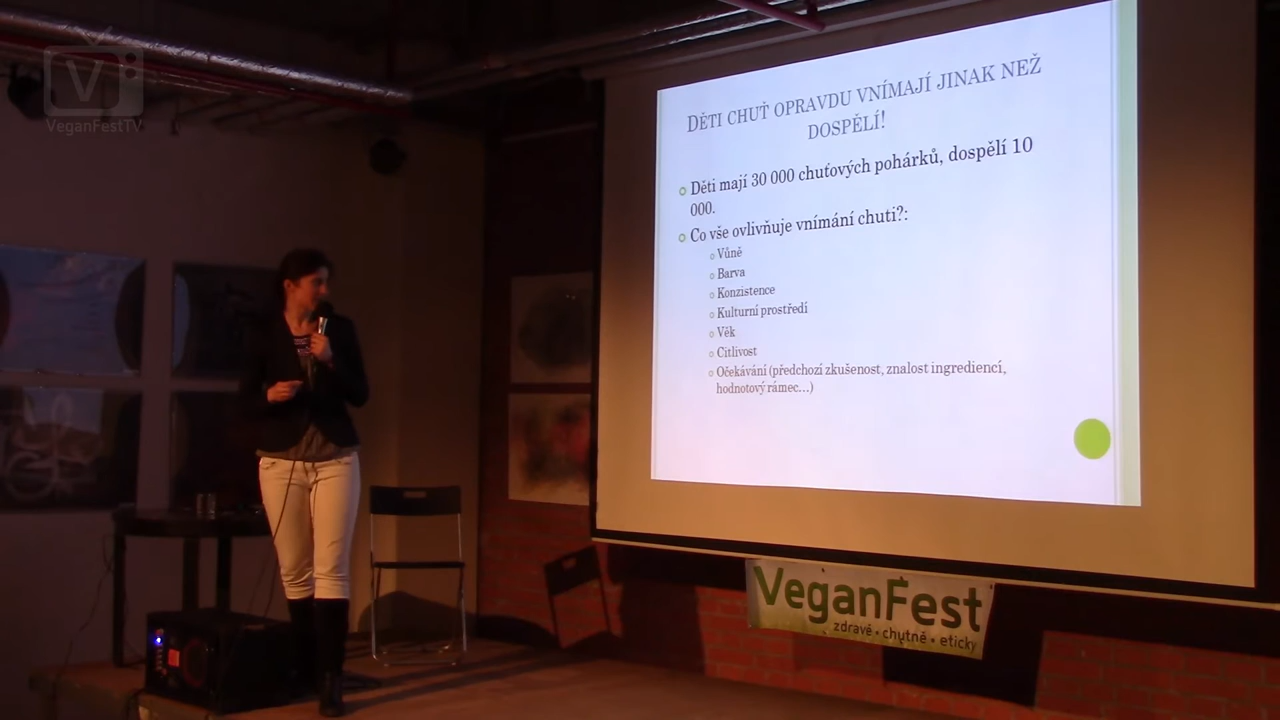 V
VeganFestTV
DĚTI CHUŤ OPRAVDU VNÍMAJÍ JINAK NEŽ
DOSPĚLÍ!
Děti mají 30 000 chuťových pohárků, dospělí 10
000.
Co vše ovlivňuje vnímání chuti?:
Vůně
Barva
Konzistence
Kulturní prostředí
Věk
Citlivost
Očekávání (předchozí zkušenost, znalost ingrediencí,
hodnotový rámec...)
VeganFest
zdravě • chutně • eticky